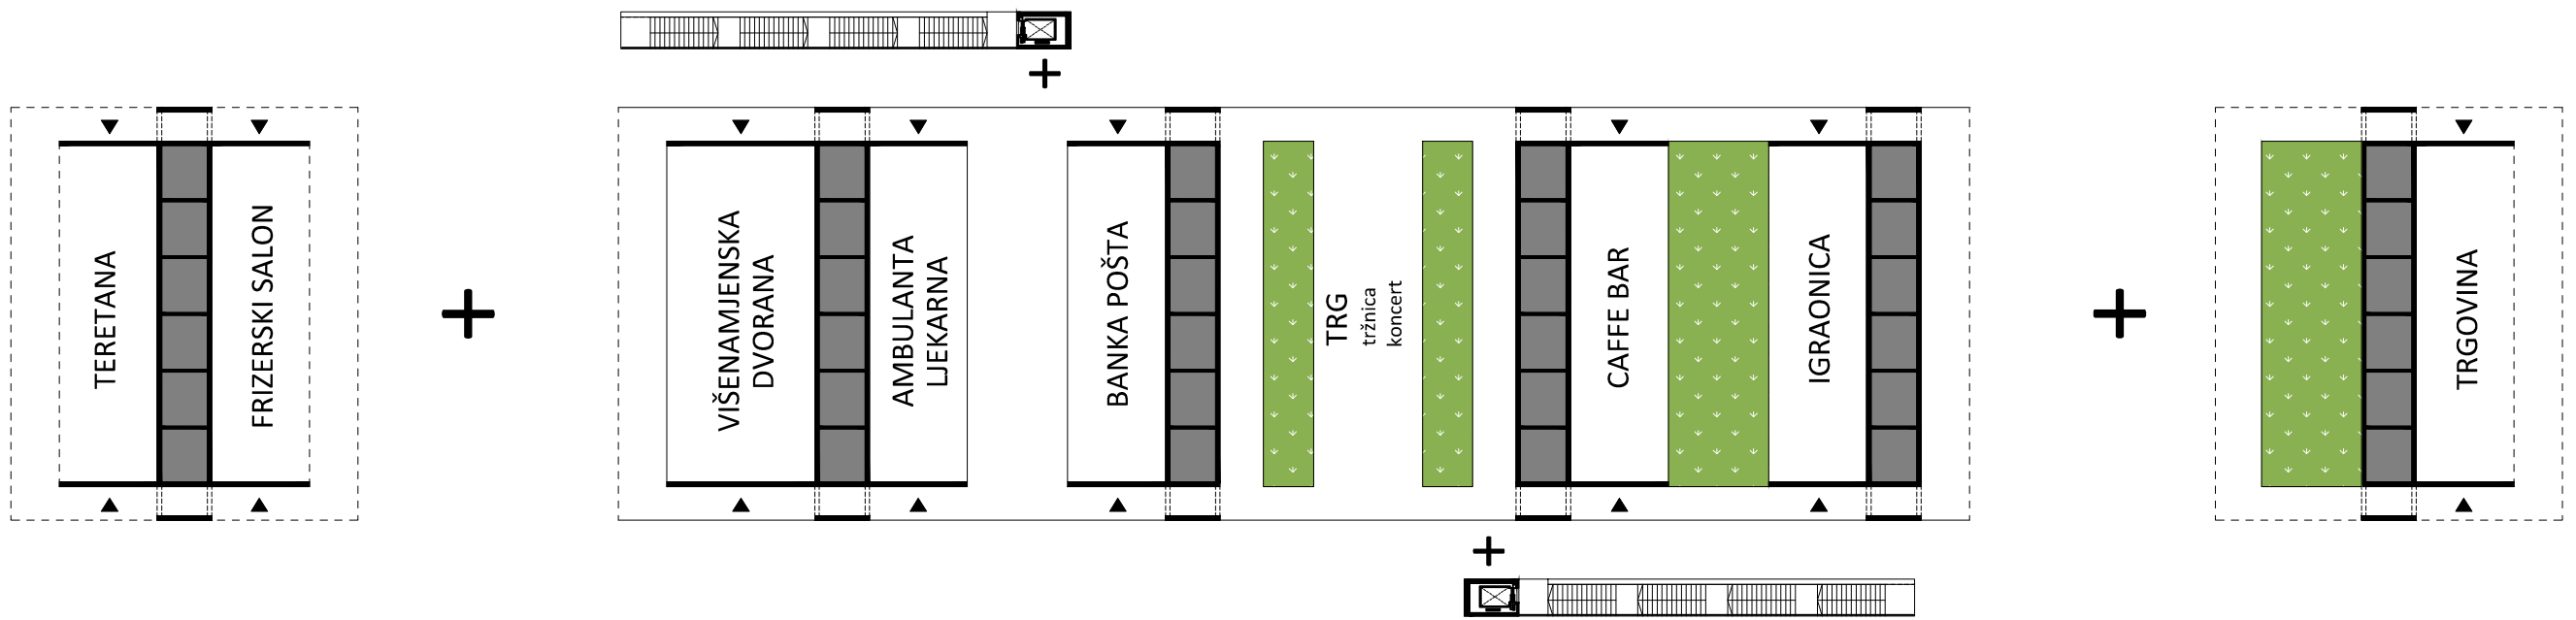 TERETANA
FRIZERSKI SALON
VIŠENAMJENSKA
DVORANA
AMBULANTA
LJEKARNA
BANKA POŠTA
TRG
tržnica
koncert
CAFFE BAR
IGRAONICA
TRGOVINA